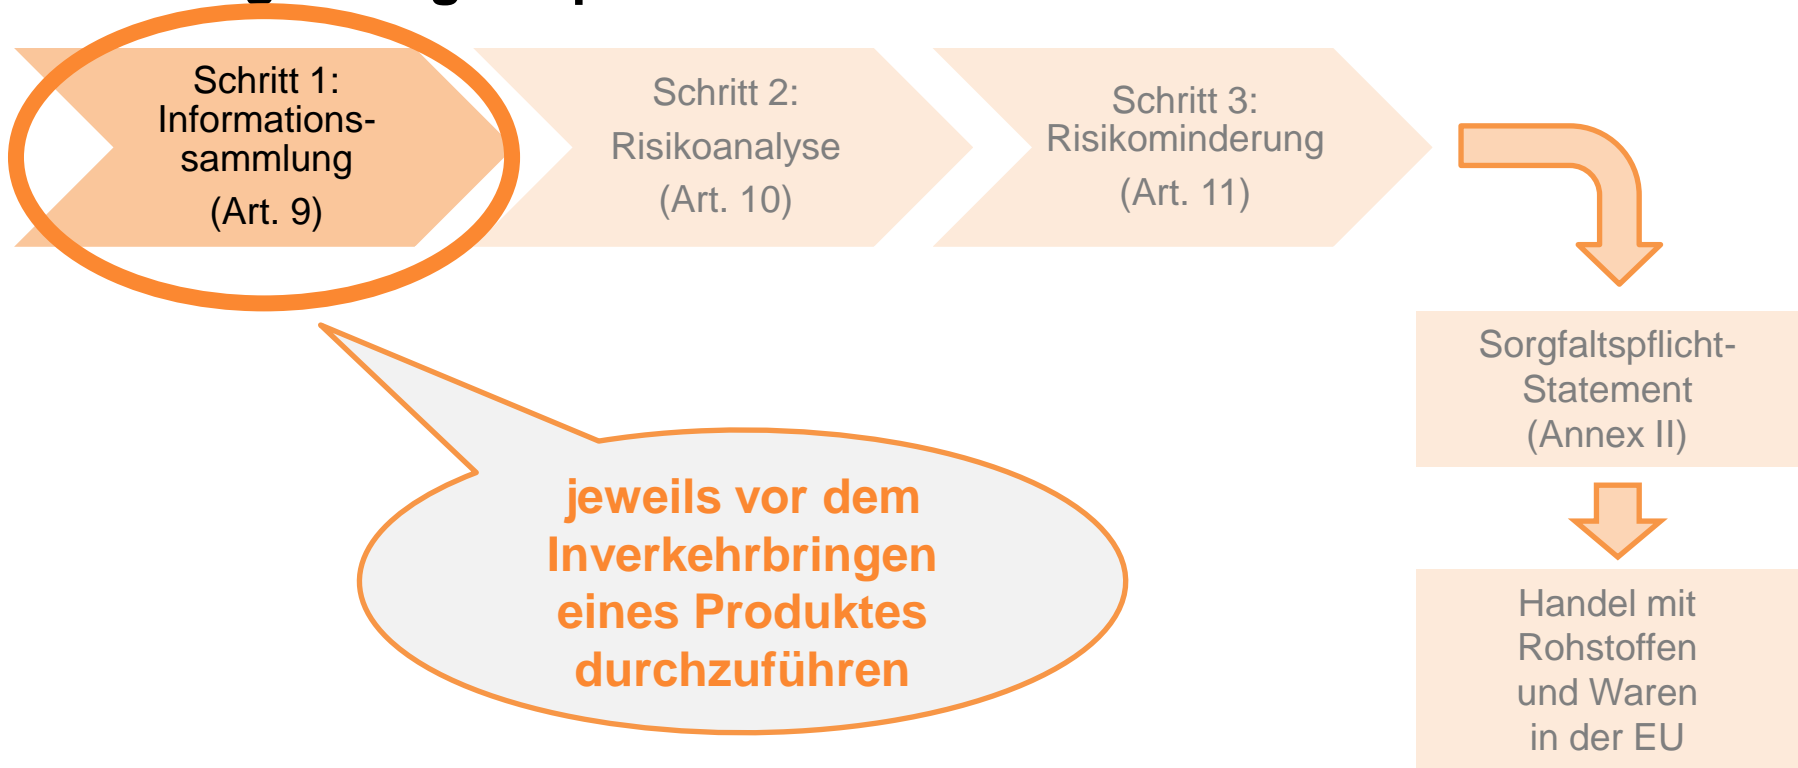 Schritt 1:
Informations-
sammlung
(Art. 9)
Schritt 2:
Risikoanalyse
(Art. 10)
Schritt 3:
Risikominderung
(Art. 11)
jeweils vor dem
Inverkehrbringen
eines Produktes
durchzuführen
Sorgfaltspflicht-
Statement
(Annex II)
Handel mit
Rohstoffen
und Waren
in der EU